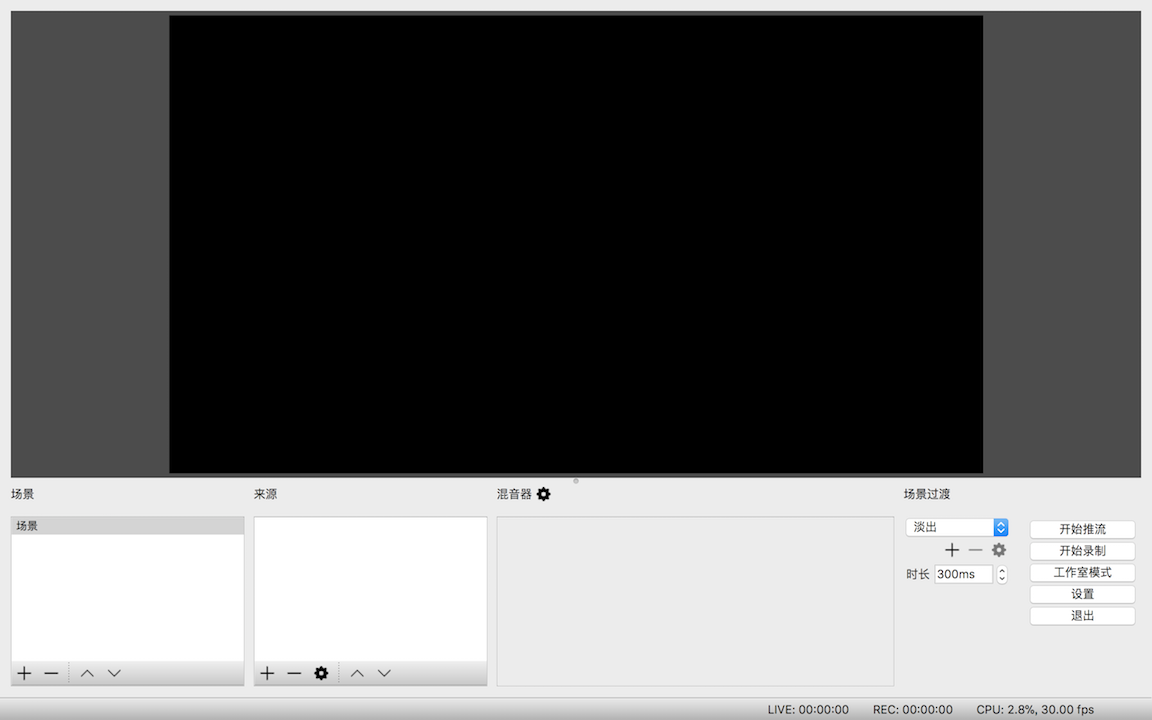 场景
来源
混音器
场景过渡
场景
淡出
时长 300ms
开始推流
开始录制
工作室模式
设置
退出
LIVE: 00:00:00 REC: 00:00:00 CPU: 2.8%, 30.00 fps